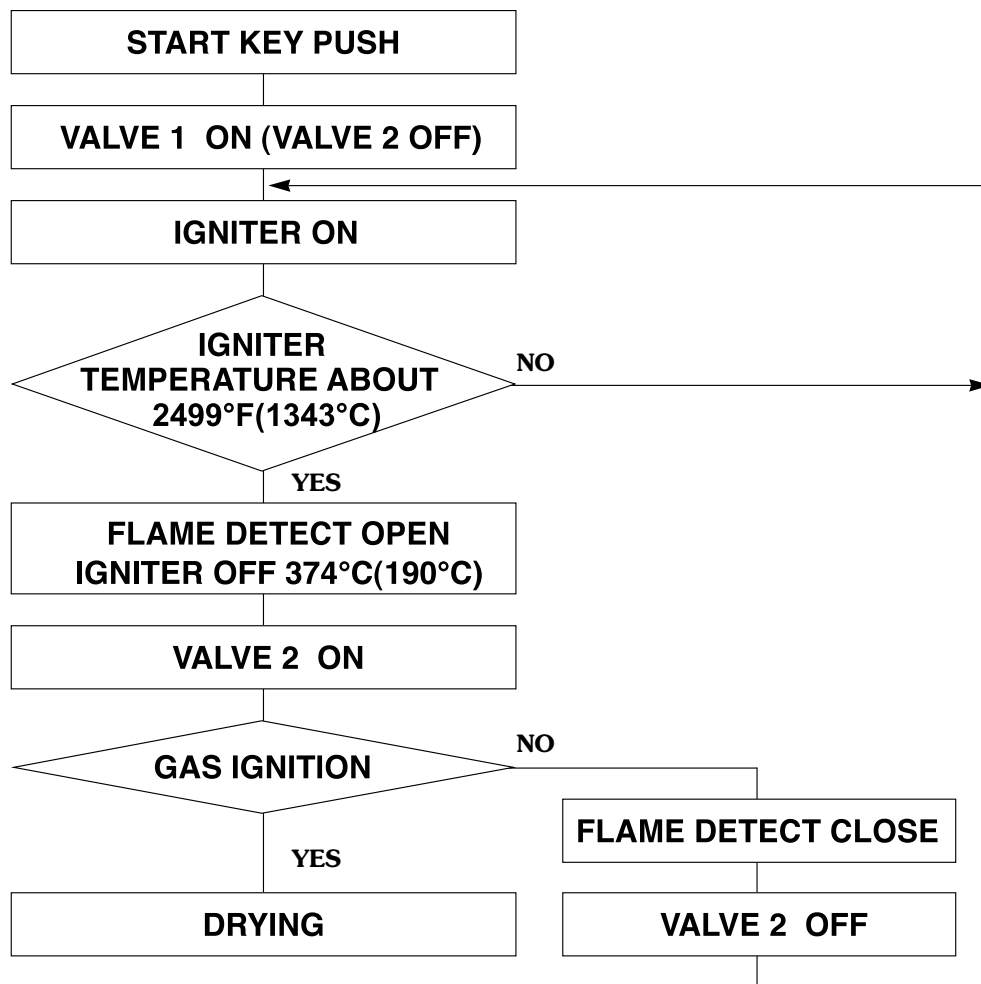 START KEY PUSH
VALVE 1 ON (VALVE 2 OFF)
IGNITER ON
IGNITER
TEMPERATURE ABOUT
2499°F(1343°C)
NO
YES
FLAME DETECT OPEN
IGNITER OFF 374°C(190°C)
VALVE 2 ON
GAS IGNITION
NO
FLAME DETECT CLOSE
YES
DRYING
VALVE 2 OFF